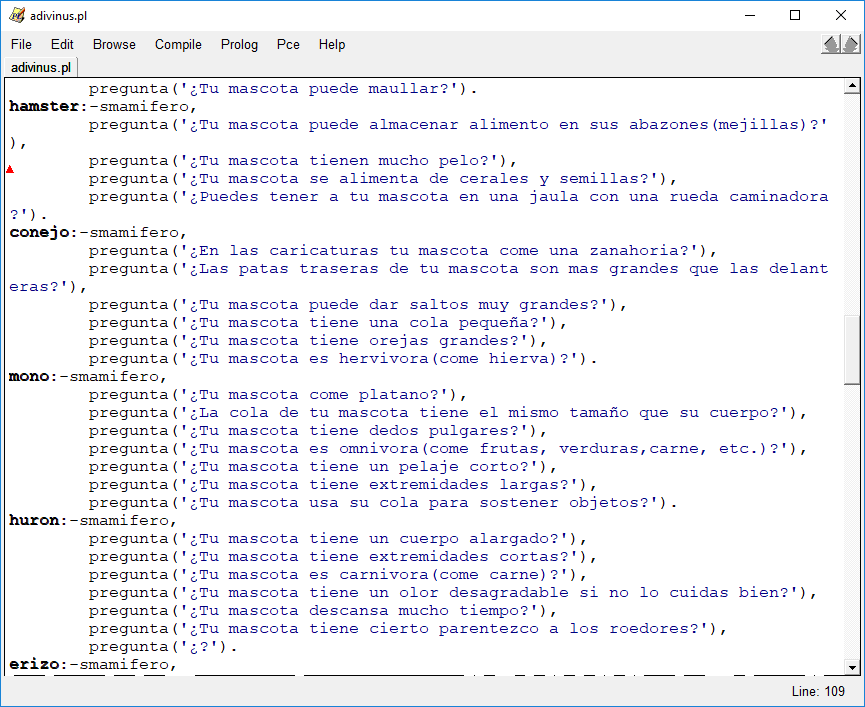 adivinus.pl
File Edit Browse Compile Prolog Pce Help
adivinus.pl
pregunta('¿Tu mascota puede maullar?').
hamster:-smamifero,
pregunta('¿Tu mascota puede almacenar alimento en sus abazones(mejillas)?'
),
pregunta('¿Tu mascota tienen mucho pelo?'),
pregunta('¿Tu mascota se alimenta de cerales y semillas?'),
pregunta('¿Puedes tener a tu mascota en una jaula con una rueda caminadora
?').
conejo:-smamifero,
pregunta('¿En las caricaturas tu mascota come una zanahoria?'),
pregunta('¿Las patas traseras de tu mascota son mas grandes que las delant
eras?'),
pregunta('¿Tu mascota puede dar saltos muy grandes?'),
pregunta('¿Tu mascota tiene una cola pequeña?'),
pregunta('¿Tu mascota tiene orejas grandes?'),
pregunta('¿Tu mascota es hervivora(come hierva)?').
mono:-smamifero,
pregunta('¿Tu mascota come platano?'),
pregunta('¿La cola de tu mascota tiene el mismo tamaño que su cuerpo?'),
pregunta('¿Tu mascota tiene dedos pulgares?'),
pregunta('¿Tu mascota es omnivora(come frutas, verduras,carne, etc.)?'),
pregunta('¿Tu mascota tiene un pelaje corto?'),
pregunta('¿Tu mascota tiene extremidades largas?'),
pregunta('¿Tu mascota usa su cola para sostener objetos?').
huron:-smamifero,
pregunta('¿Tu mascota tiene un cuerpo alargado?'),
pregunta('¿Tu mascota tiene extremidades cortas?'),
pregunta('¿Tu mascota es carnivora(come carne)?'),
pregunta('¿Tu mascota tiene un olor desagradable si no lo cuidas bien?'),
pregunta('¿Tu mascota descansa mucho tiempo?'),
pregunta('¿Tu mascota tiene cierto parentezco a los roedores?'),
pregunta('¿?').
erizo:-smamifero,
Line: 109